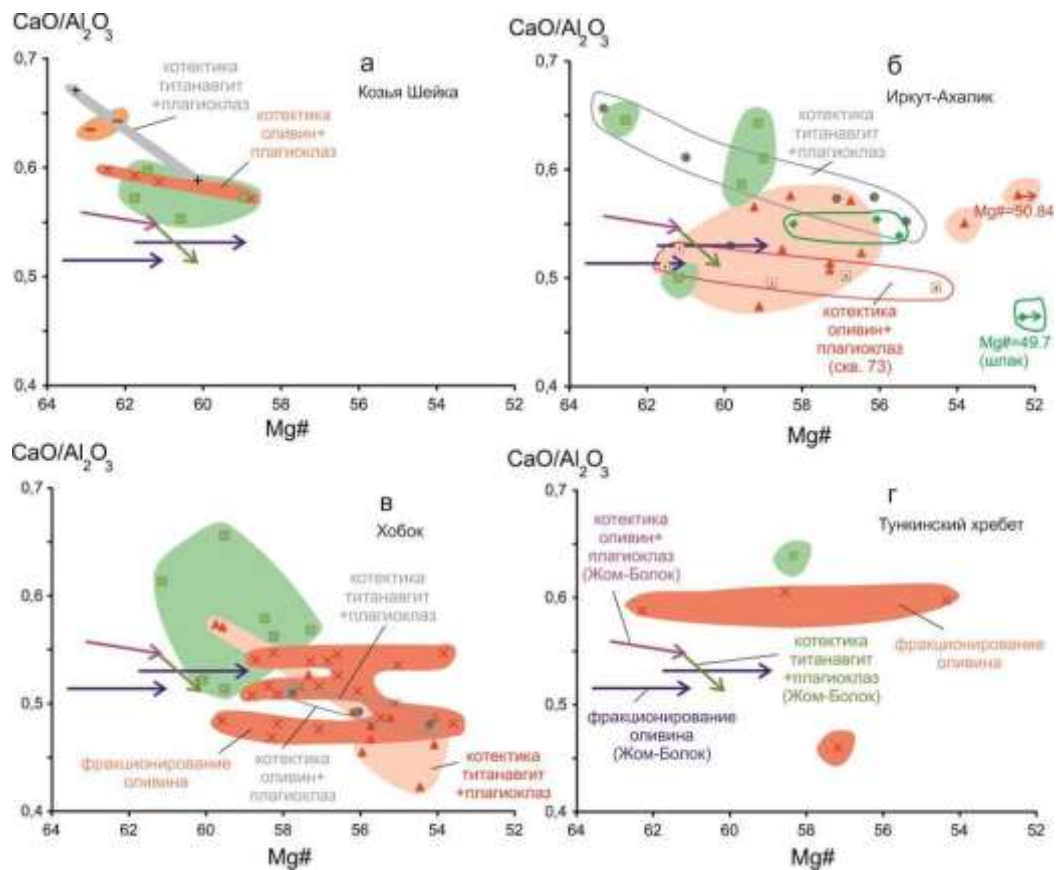 CaO/Al₂O₃
0,7
0,6
0,5
0,4
64
62
60
58
56
54
52
Mg#
а
Козья Шейка
котектика
титанавгит
+плагиоклаз
котектика
оливин+
плагиоклаз
CaO/Al₂O₃
0,7
0,6
0,5
0,4
64
62
60
58
56
54
52
Mg#
б
Иркут-Ахалик
котектика
титанавгит
+плагиоклаз
Mg#=50.84
котектика
оливин+
плагиоклаз
(скв. 73)
Mg#=49.7
(шлак)
CaO/Al₂O₃
0,7
0,6
0,5
0,4
64
62
60
58
56
54
52
Mg#
в
Хобок
котектика
титанавгит
+плагиоклаз
фракционирование
оливина
котектика
оливин+
плагиоклаз
котектика
титанавгит
+плагиоклаз
CaO/Al₂O₃
0,7
0,6
0,5
0,4
64
62
60
58
56
54
52
Mg#
г
Тункинский хребет
котектика
оливин+
плагиоклаз
(Жом-Болок)
фракционирование
оливина
котектика
титанавгит
+плагиоклаз
(Жом-Болок)
фракционирование
оливина
(Жом-Болок)